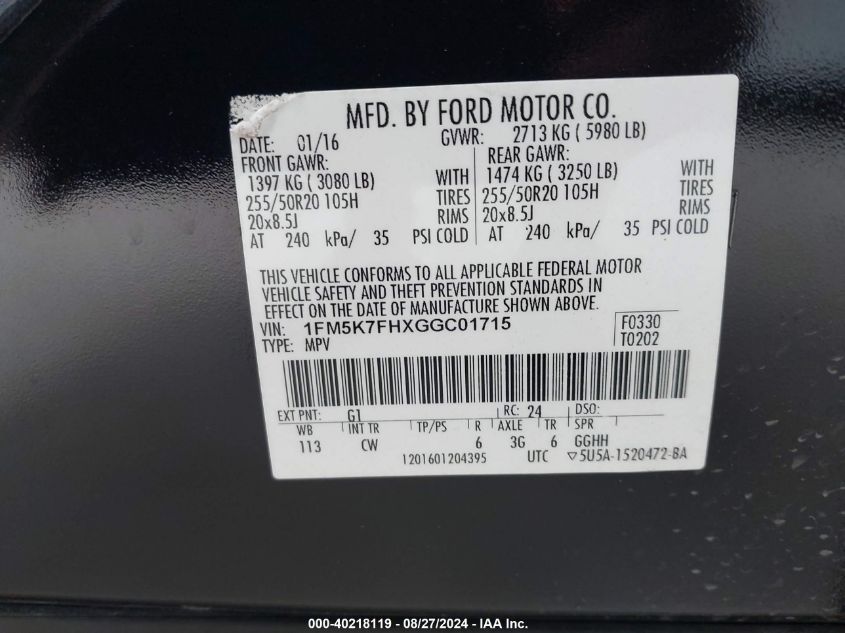 MFD. BY FORD MOTOR CO.
DATE: 01/16 GVWR: 2713 KG ( 5980 LB)
FRONT GAWR: REAR GAWR:
1397 KG ( 3080 LB) WITH 1474 KG ( 3250 LB) WITH
255/50R20 105H TIRES 255/50R20 105H TIRES
20x8.5J RIMS 20x8.5J RIMS
AT 240 kPa/ 35 PSI COLD AT 240 kPa/ 35 PSI COLD
THIS VEHICLE CONFORMS TO ALL APPLICABLE FEDERAL MOTOR
VEHICLE SAFETY AND THEFT PREVENTION STANDARDS IN
EFFECT ON THE DATE OF MANUFACTURE SHOWN ABOVE.
VIN: 1FM5K7FHXGGC01715 F0330
TYPE: MPV T0202
EXT PNT: G1 RC: 24 DSO:
WB INT TR TP/PS R AXLE TR SPR
113 CW 6 3G 6 GGHH
1201601204395 UTC ▽5U5A-1520472-BA
000-40218119 - 08/27/2024 - IAA Inc.